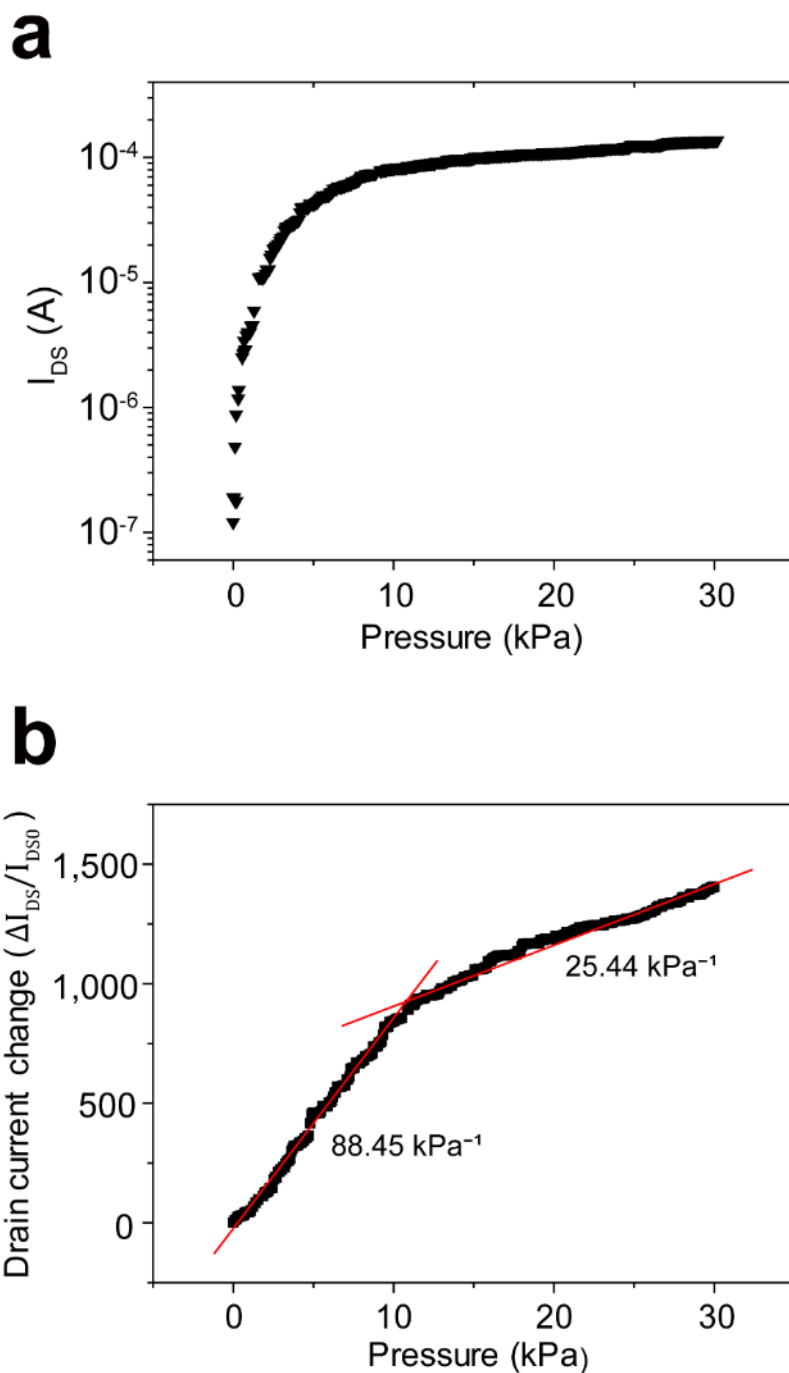 a
I_DS (A)
10⁻⁴
10⁻⁵
10⁻⁶
10⁻⁷
0 10 20 30
Pressure (kPa)
b
Drain current change (ΔI_DS/I_DS0)
1,500
1,000
500
0
25.44 kPa⁻¹
88.45 kPa⁻¹
0 10 20 30
Pressure (kPa)